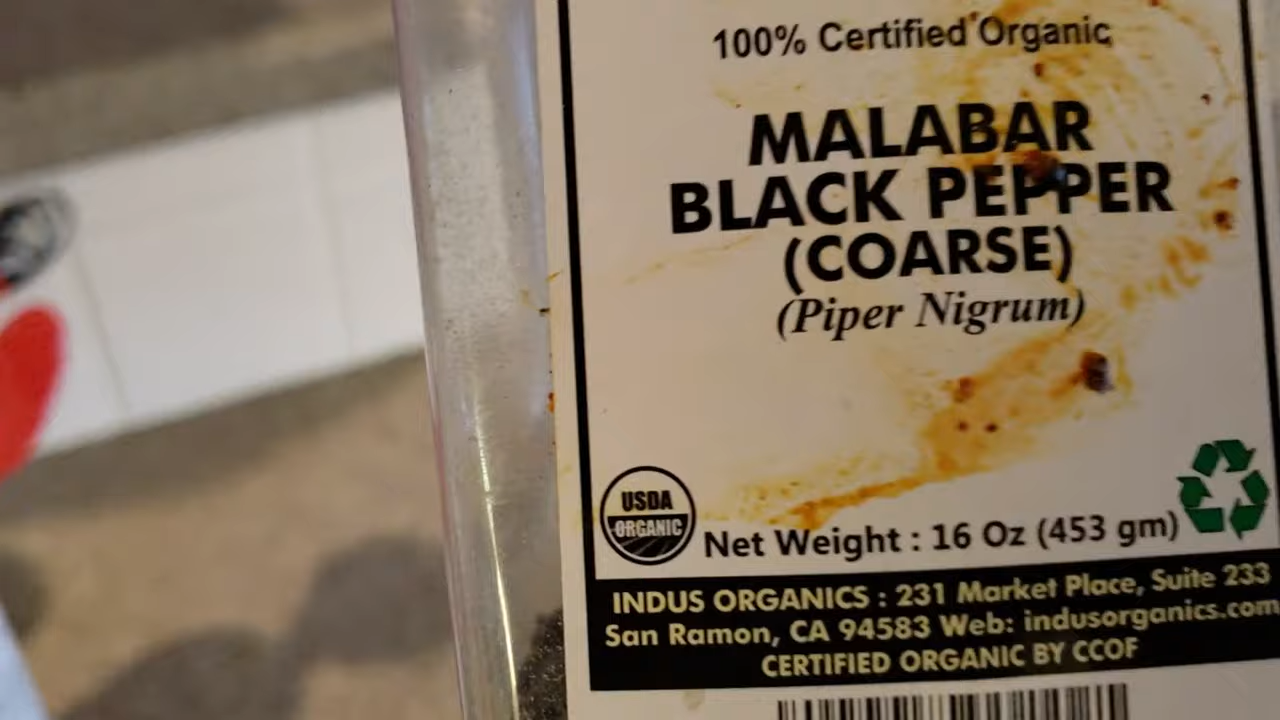 100% Certified Organic
MALABAR
BLACK PEPPER
(COARSE)
(Piper Nigrum)
USDA
ORGANIC
Net Weight : 16 Oz (453 gm)
INDUS ORGANICS : 231 Market Place, Suite 233
San Ramon, CA 94583 Web: indusorganics.com
CERTIFIED ORGANIC BY CCOF